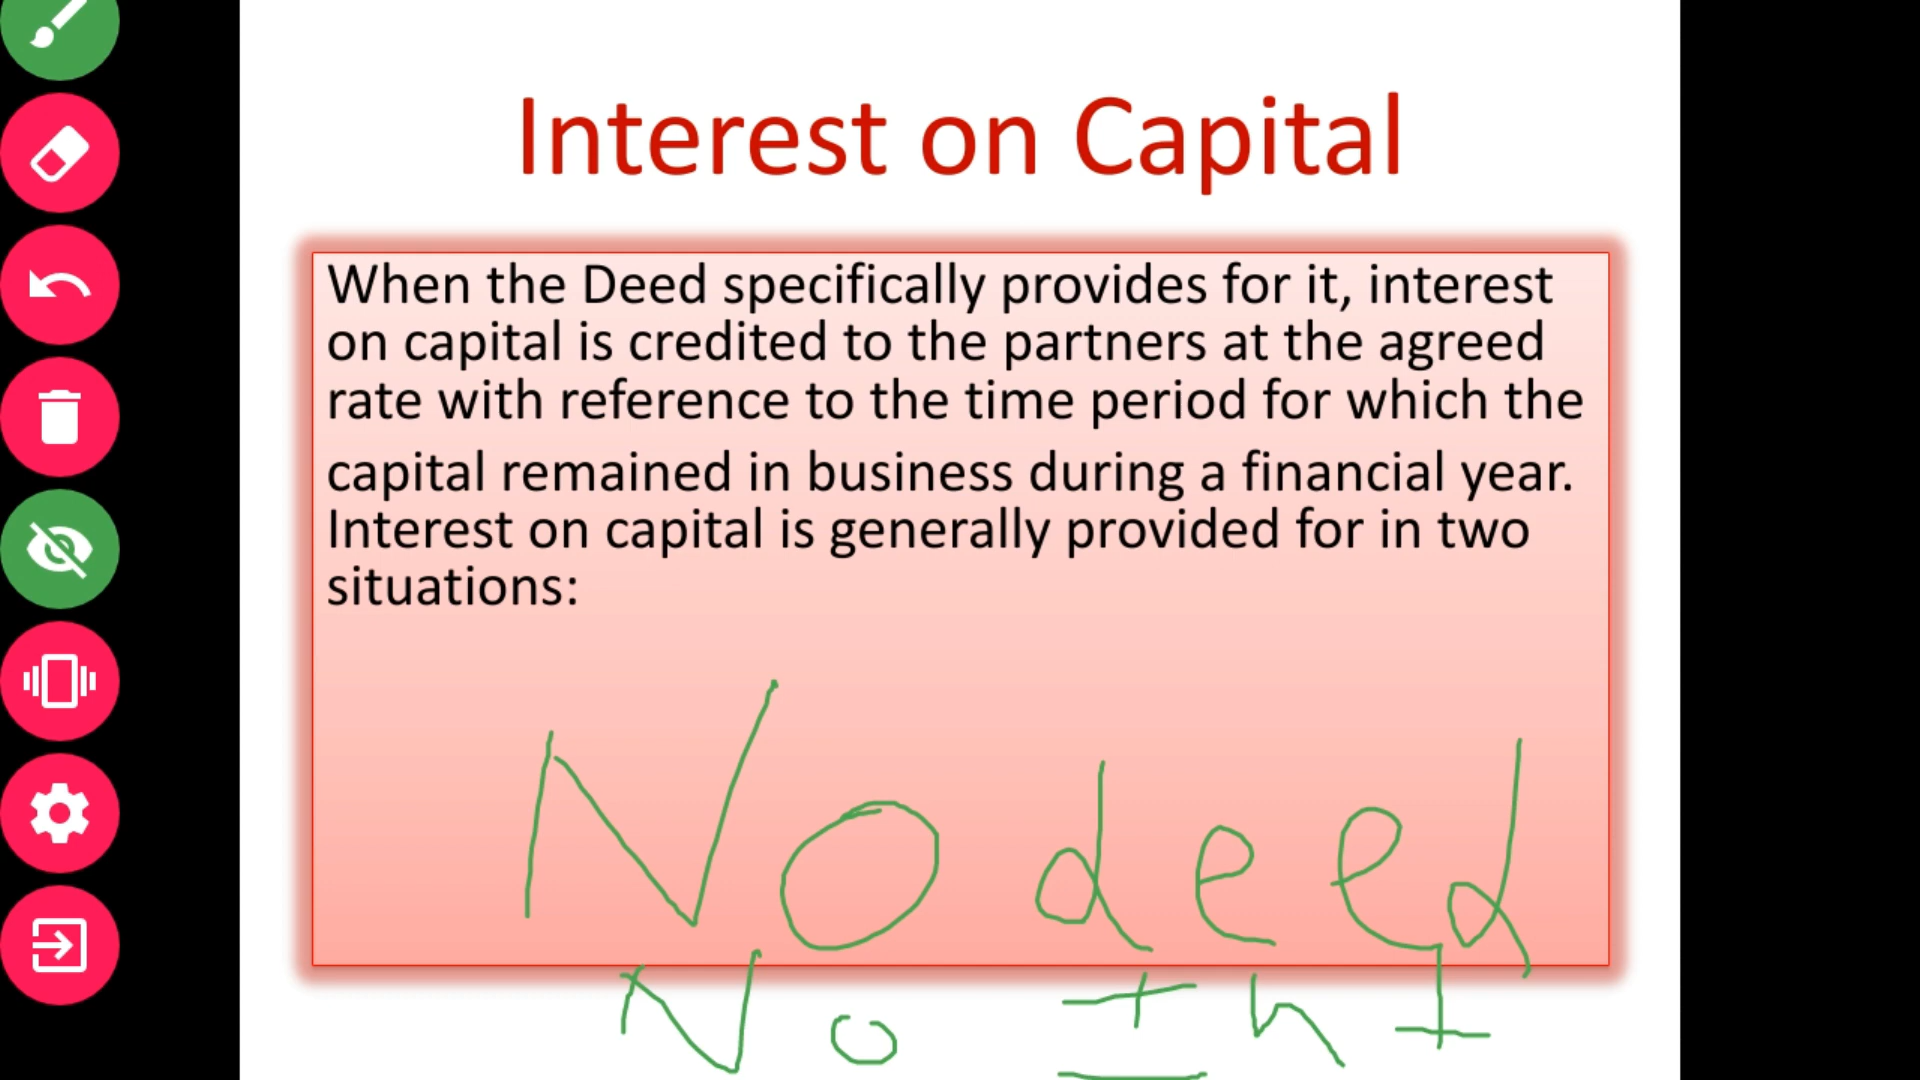 Interest on Capital
When the Deed specifically provides for it, interest
on capital is credited to the partners at the agreed
rate with reference to the time period for which the
capital remained in business during a financial year.
Interest on capital is generally provided for in two
situations:
No deed
No Int